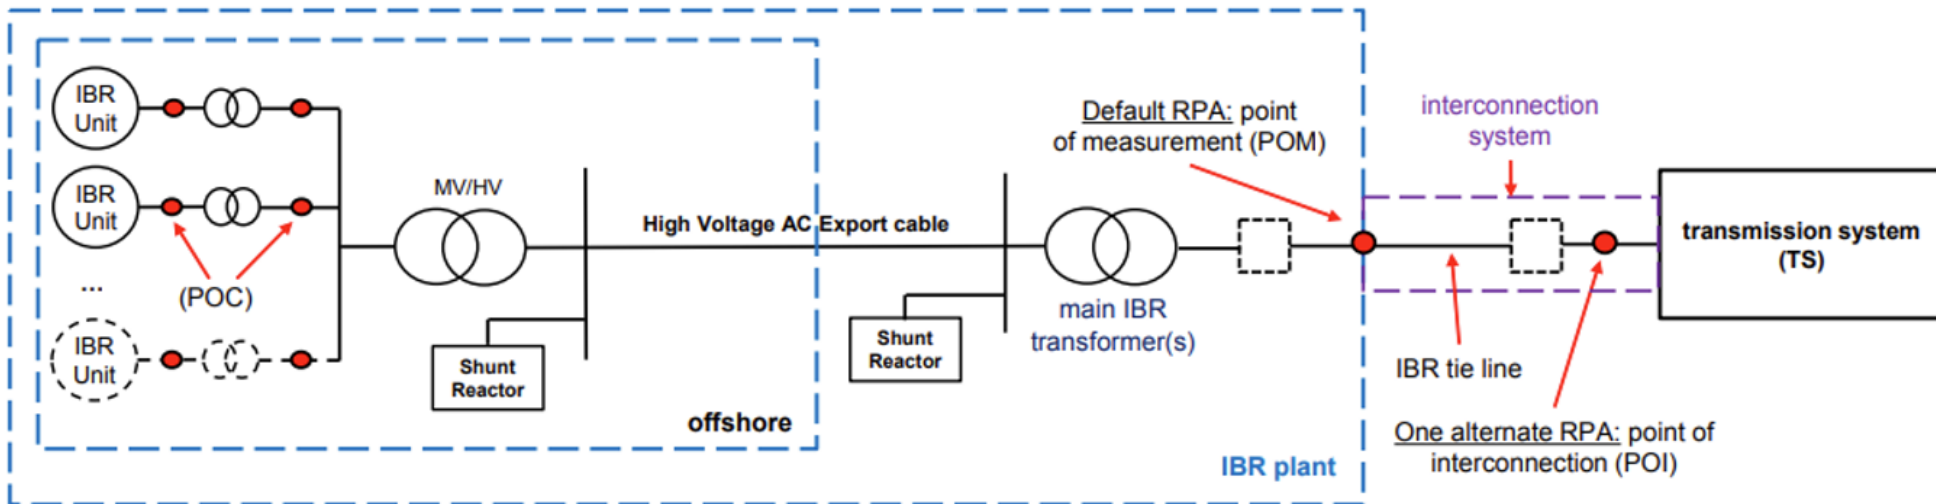 IBR
Unit
IBR
Unit
(POC)
...
IBR
Unit
MV/HV
Shunt
Reactor
offshore
High Voltage AC Export cable
Shunt
Reactor
main IBR
transformer(s)
Default RPA: point
of measurement (POM)
IBR plant
interconnection
system
IBR tie line
One alternate RPA: point of
interconnection (POI)
transmission system
(TS)